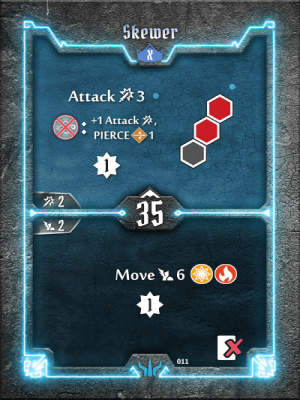 Skewer
X
Attack 3
+1 Attack ,
PIERCE 1
1
2
35
2
Move 6
1
011